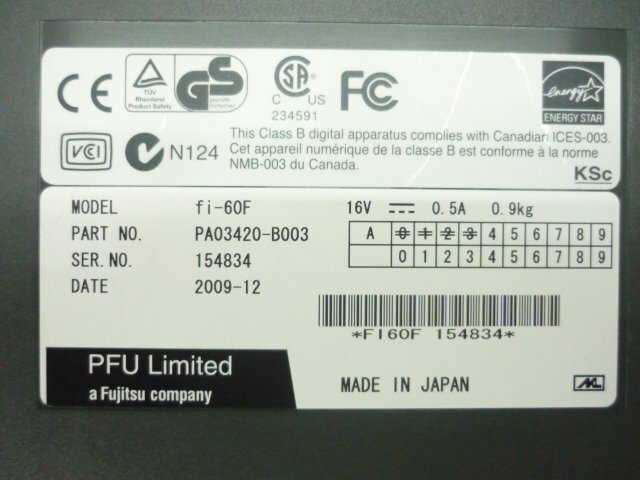 CE
TÜV
Rheinland
Product Safety
GS
geprüfte
Sicherheit
SA
C US
234591
FC
energy
ENERGY STAR
VCI
N124
This Class B digital apparatus complies with Canadian ICES-003.
Cet appareil numérique de la classe B est conforme à la norme
NMB-003 du Canada.
KSc
MODEL fi-60F 16V 0.5A 0.9kg
PART NO. PA03420-B003
A 0 1 2 3 4 5 6 7 8 9
0 1 2 3 4 5 6 7 8 9
SER. NO. 154834
DATE 2009-12
*FI60F 154834*
PFU Limited
a Fujitsu company
MADE IN JAPAN